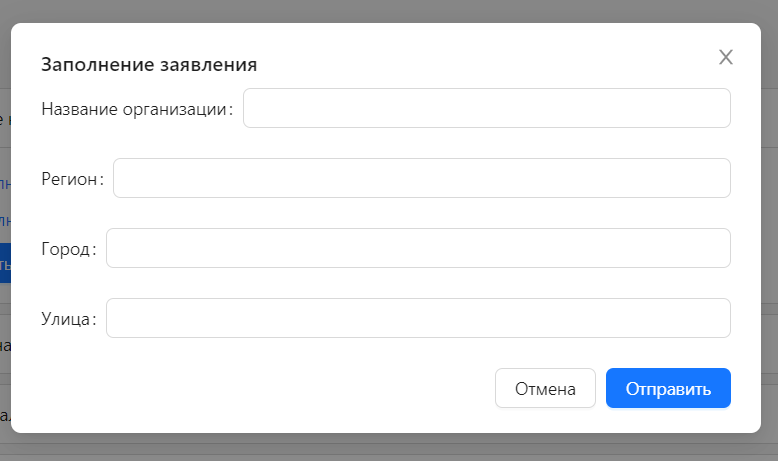 Заполнение заявления
Название организации:
Регион:
Город:
Улица:
Отмена Отправить